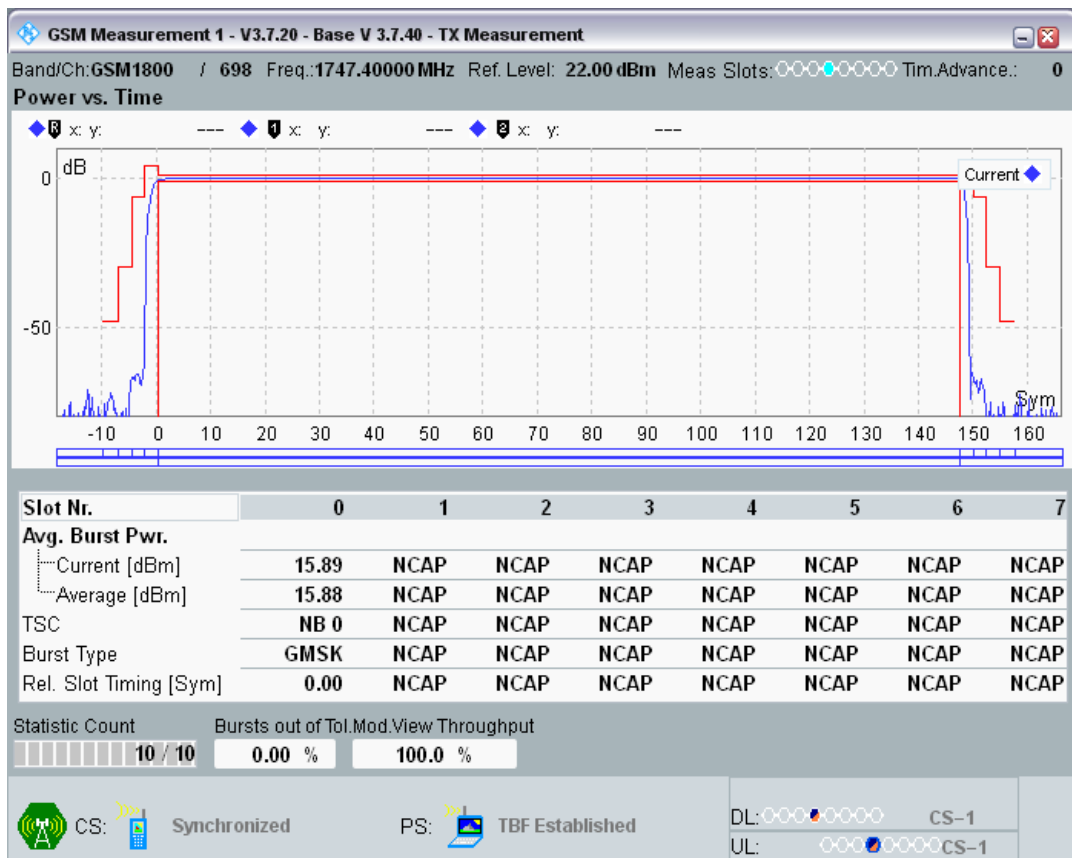 GSM Measurement 1 - V3.7.20 - Base V 3.7.40 - TX Measurement
Band/Ch:GSM1800 / 698 Freq.:1747.40000 MHz Ref. Level: 22.00 dBm Meas Slots: Tim.Advance.: 0
Power vs. Time
R x: y: --- 1 x: y: --- 2 x: y: ---
dB
0
Current
-50
Sym
-10 0 10 20 30 40 50 60 70 80 90 100 110 120 130 140 150 160
Slot Nr. 0 1 2 3 4 5 6 7
Avg. Burst Pwr.
Current [dBm] 15.89 NCAP NCAP NCAP NCAP NCAP NCAP NCAP
Average [dBm] 15.88 NCAP NCAP NCAP NCAP NCAP NCAP NCAP
TSC NB 0 NCAP NCAP NCAP NCAP NCAP NCAP NCAP
Burst Type GMSK NCAP NCAP NCAP NCAP NCAP NCAP NCAP
Rel. Slot Timing [Sym] 0.00 NCAP NCAP NCAP NCAP NCAP NCAP NCAP
Statistic Count Bursts out of Tol.Mod.View Throughput
10 / 10 0.00 % 100.0 %
CS: Synchronized PS: TBF Established
DL: CS-1
UL: CS-1